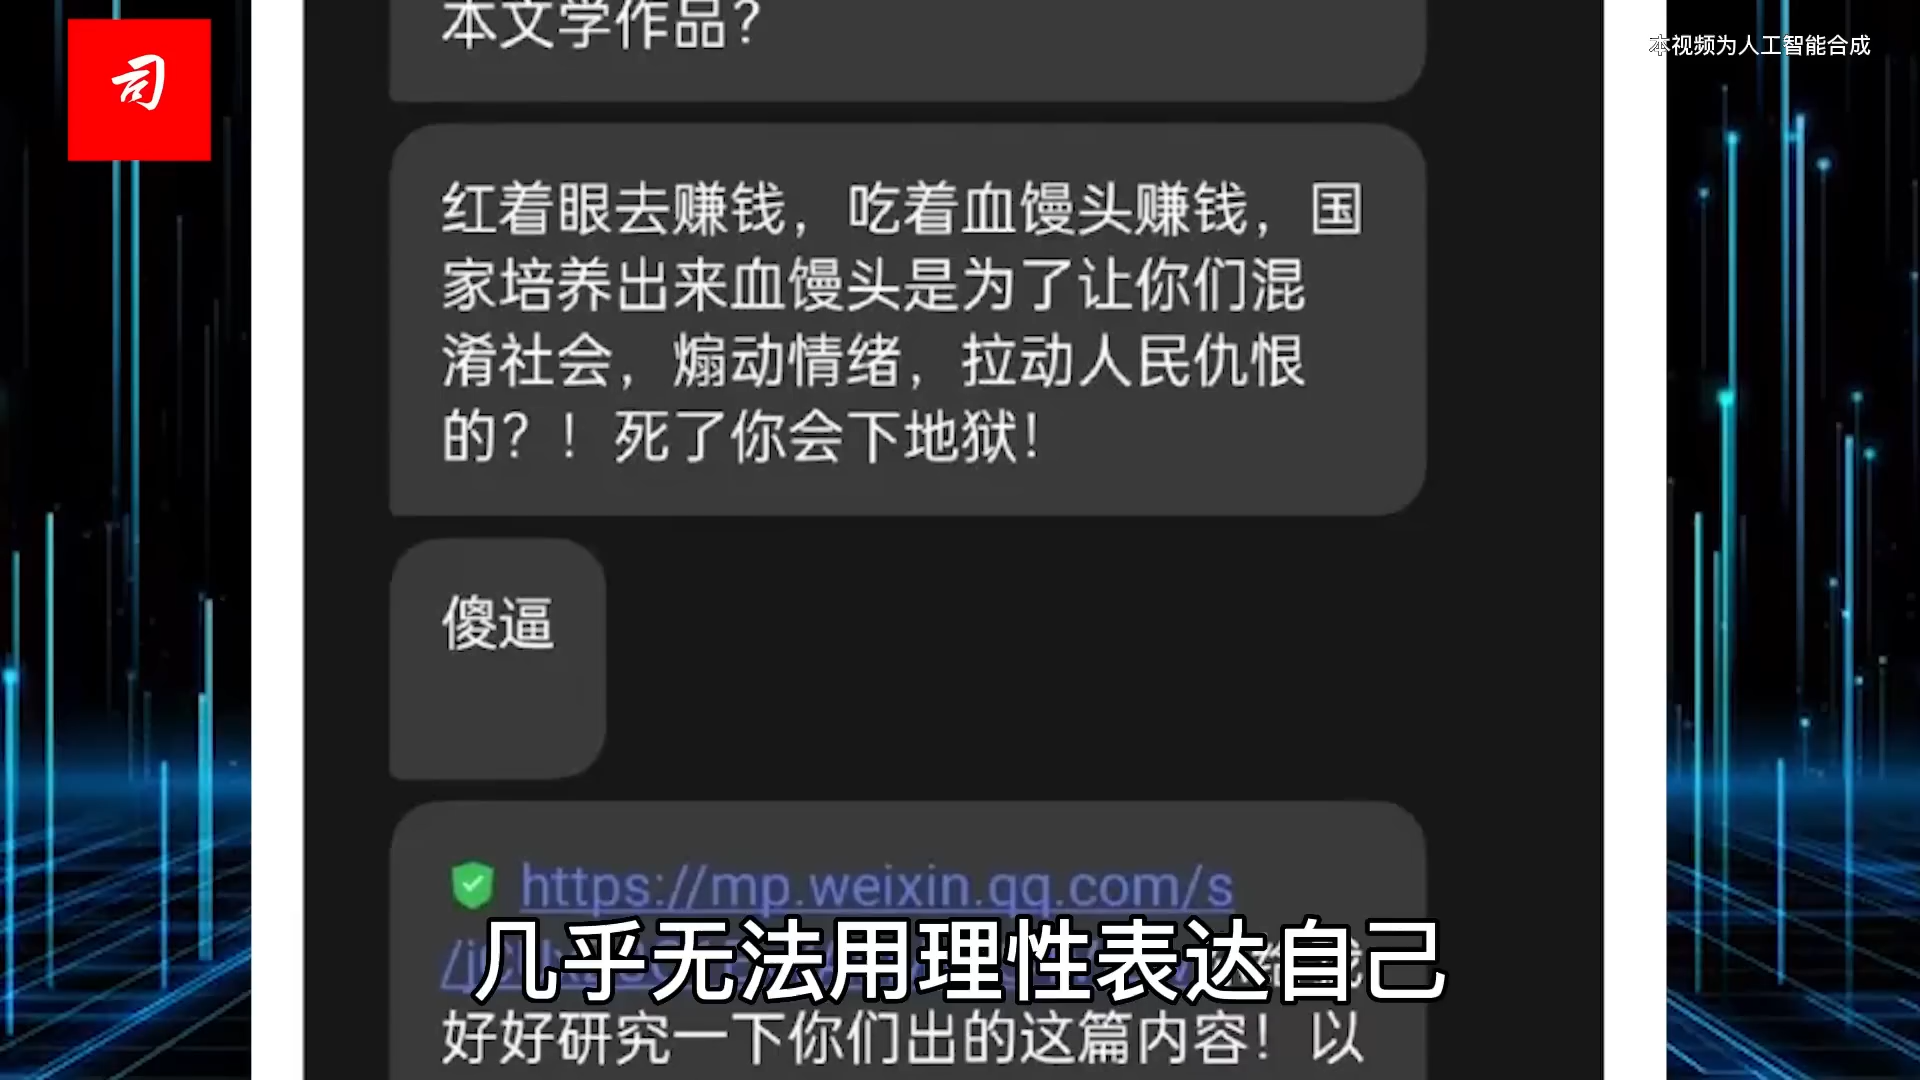 司
本视频为人工智能合成
本文学作品？
红着眼去赚钱，吃着血馒头赚钱，国
家培养出来血馒头是为了让你们混
淆社会，煽动情绪，拉动人民仇恨
的？！死了你会下地狱！
傻逼
https://mp.weixin.qq.com/s
几乎无法用理性表达自己
好好研究一下你们出的这篇内容！以